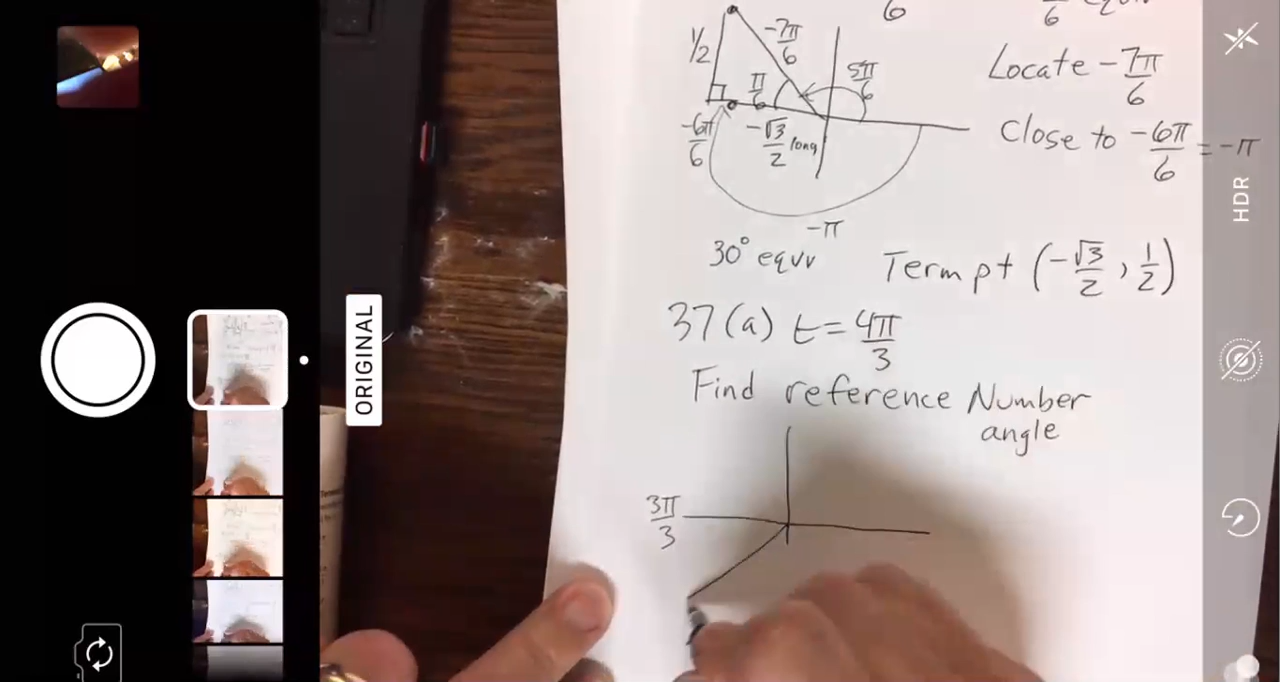 6
6 equiv
1/2
-7π/6
π/6
5π/6
Locate -7π/6
-6π/6
-√3/2 long
Close to -6π/6 = -π
-π
30° equv
Term pt (-√3/2, 1/2)
37(a) t = 4π/3
Find reference Number
angle
3π/3
ORIGINAL
HDR